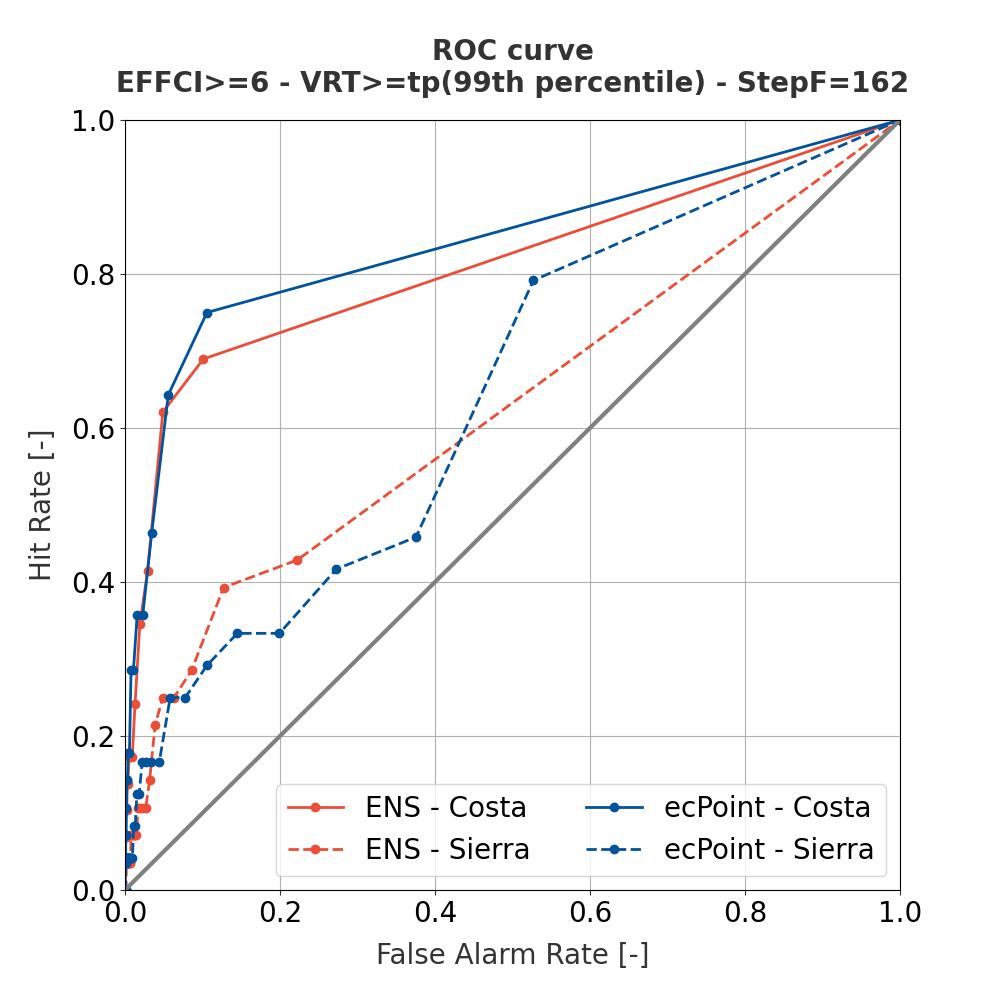 ROC curve
EFFCI>=6 - VRT>=tp(99th percentile) - StepF=162
1.0
0.8
0.6
0.4
0.2
0.0
Hit Rate [-]
ENS - Costa
ENS - Sierra
ecPoint - Costa
ecPoint - Sierra
0.0 0.2 0.4 0.6 0.8 1.0
False Alarm Rate [-]